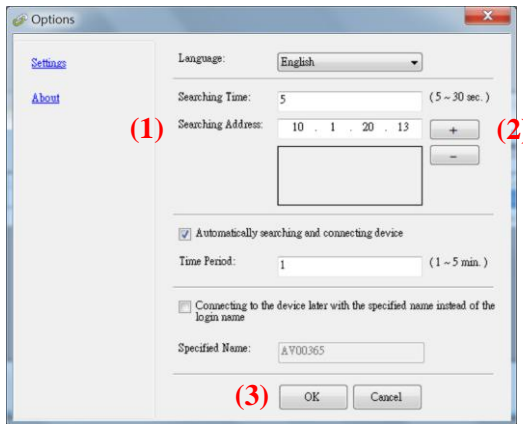 Options
Settings
About
Language: English
Searching Time: 5 (5 ~ 30 sec.)
(1) Searching Address: 10 . 1 . 20 . 13 + (2)
−
Automatically searching and connecting device
Time Period: 1 (1 ~ 5 min.)
Connecting to the device later with the specified name instead of the
login name
Specified Name: AV00365
(3) OK Cancel